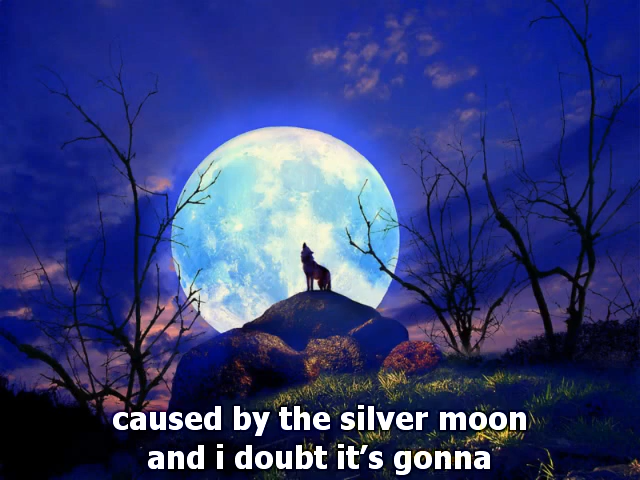 caused by the silver moon
and i doubt it’s gonna